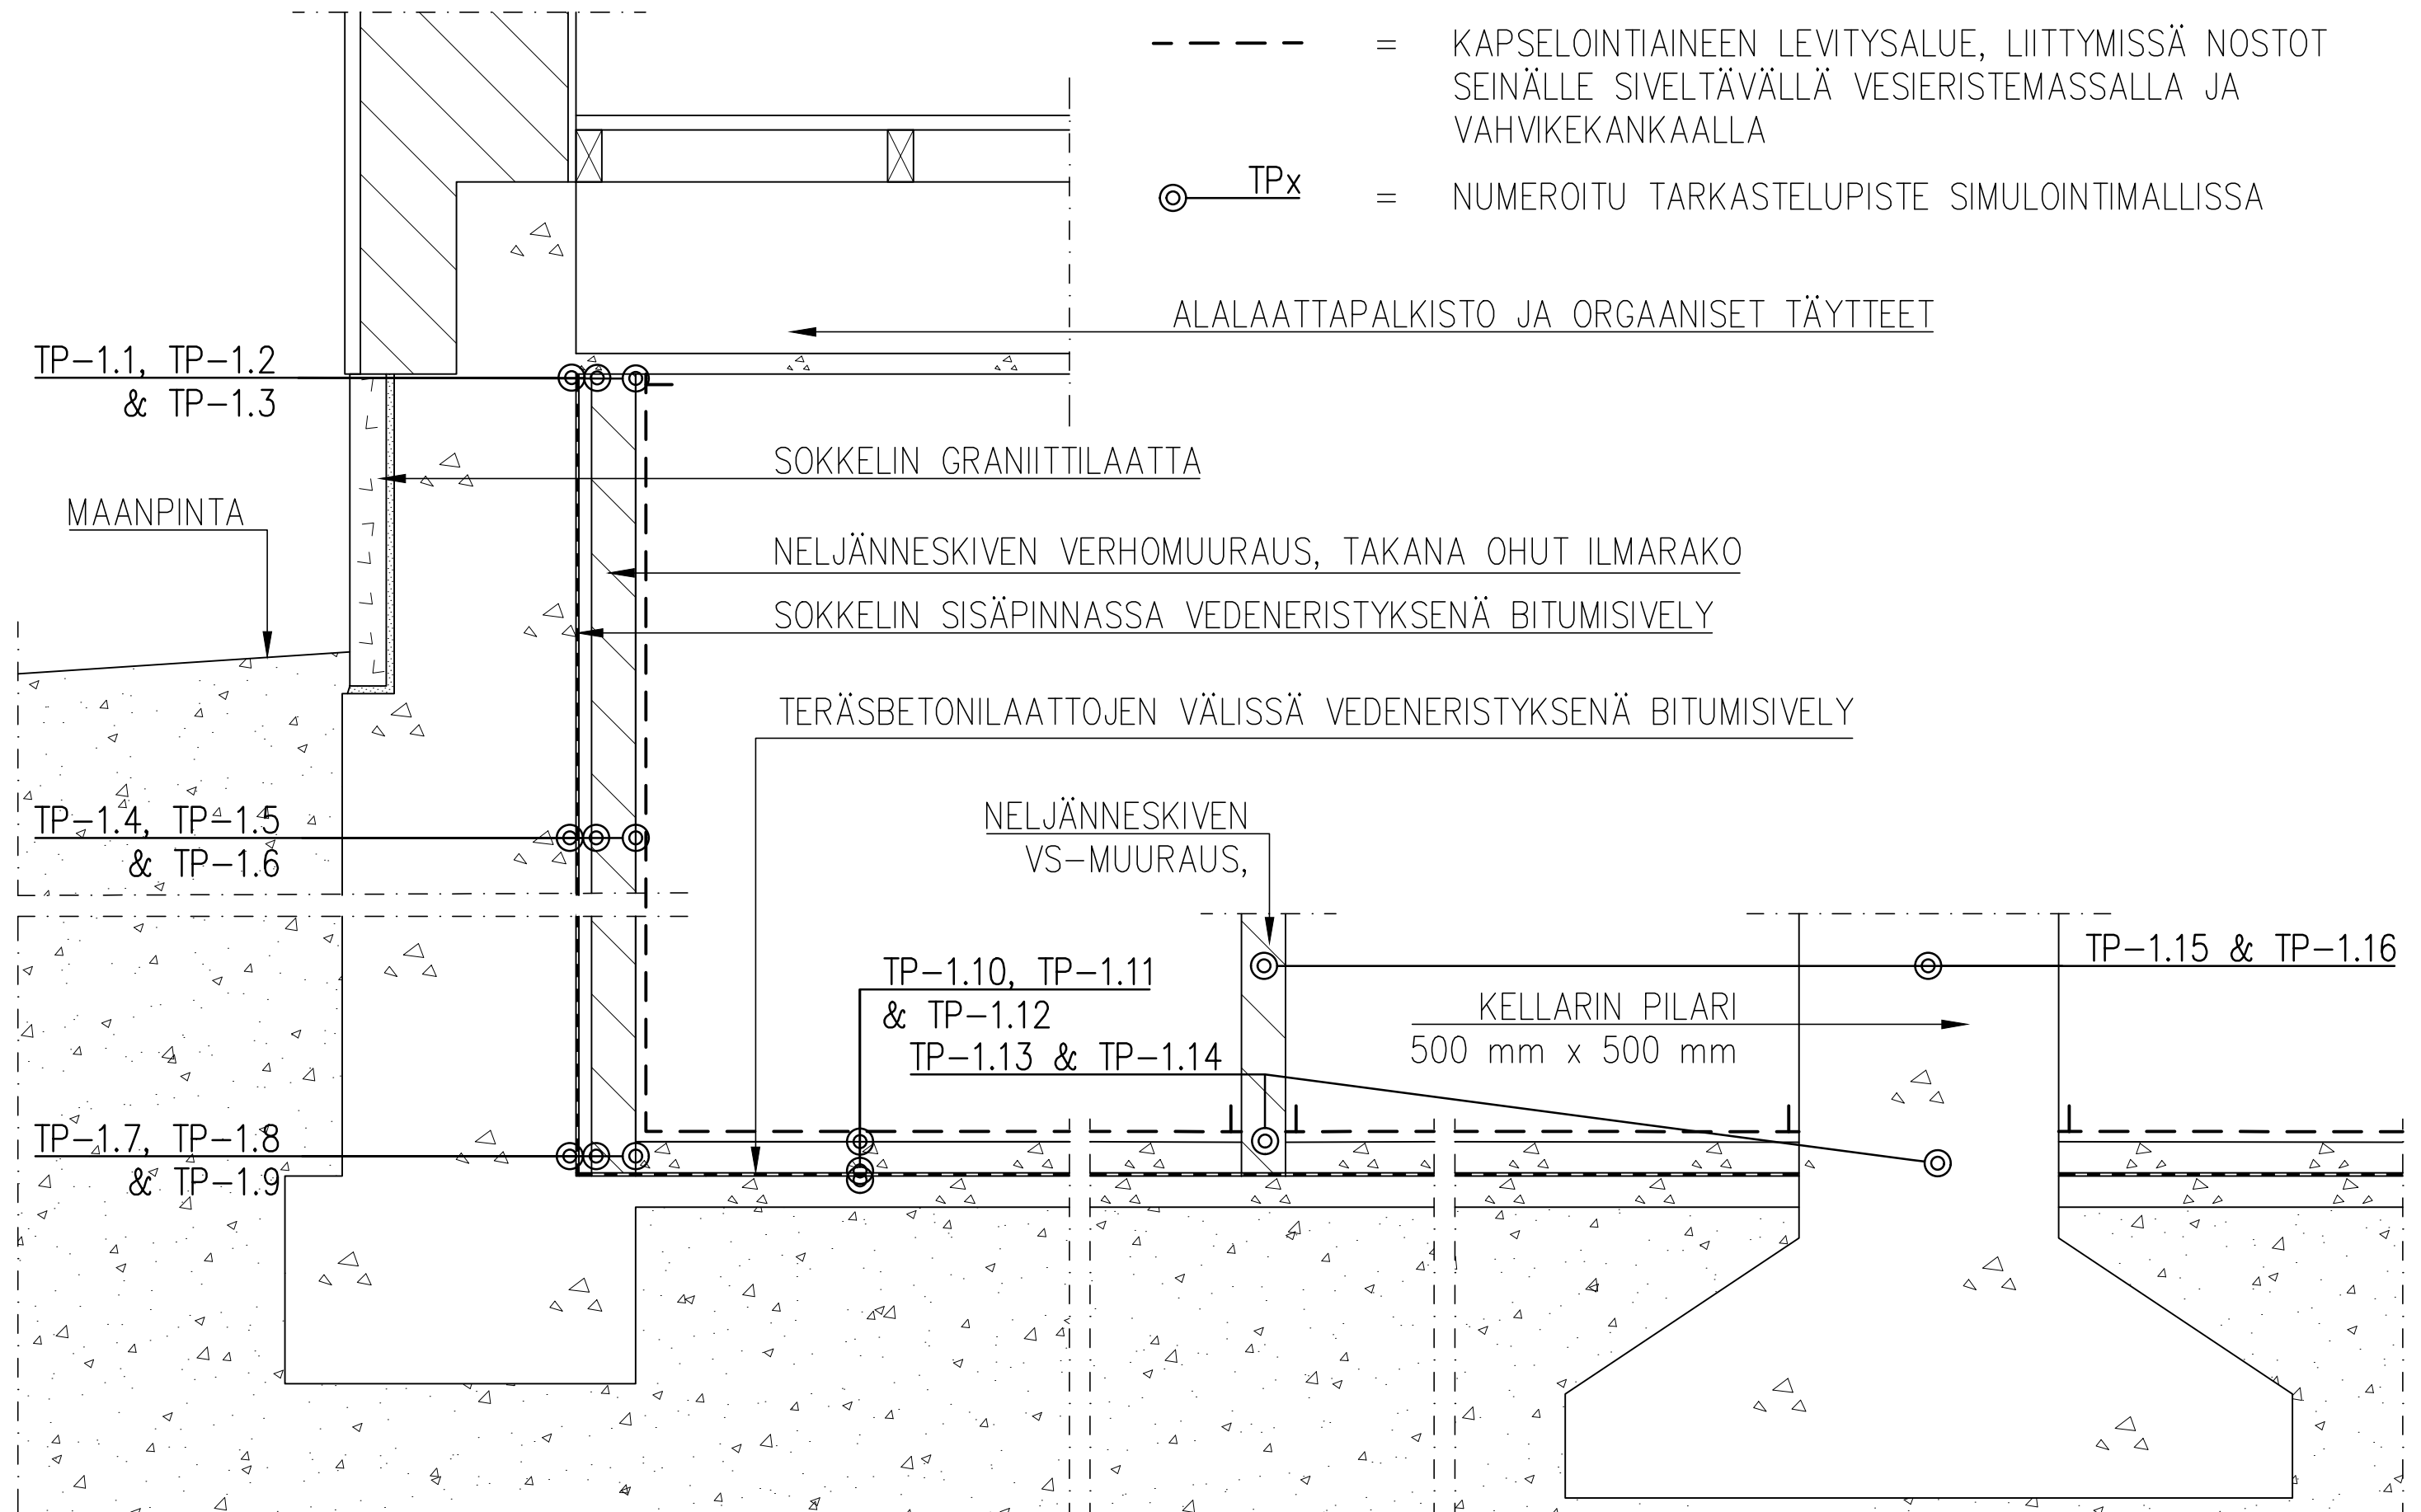 = KAPSELOINTIAINEEN LEVITYSALUE, LIITTYMISSÄ NOSTOT
SEINÄLLE SIVELTÄVÄLLÄ VESIERISTEMASSALLA JA
VAHVIKEKANKAALLA
TPx = NUMEROITU TARKASTELUPISTE SIMULOINTIMALLISSA
ALALAATTAPALKISTO JA ORGAANISET TÄYTTEET
TP-1.1, TP-1.2
& TP-1.3
SOKKELIN GRANIITTILAATTA
MAANPINTA
NELJÄNNESKIVEN VERHOMUURAUS, TAKANA OHUT ILMARAKO
SOKKELIN SISÄPINNASSA VEDENERISTYKSENÄ BITUMISIVELY
TERÄSBETONILAATTOJEN VÄLISSÄ VEDENERISTYKSENÄ BITUMISIVELY
TP-1.4, TP-1.5
& TP-1.6
NELJÄNNESKIVEN
VS-MUURAUS,
TP-1.15 & TP-1.16
TP-1.10, TP-1.11
& TP-1.12
TP-1.13 & TP-1.14
KELLARIN PILARI
500 mm x 500 mm
TP-1.7, TP-1.8
& TP-1.9